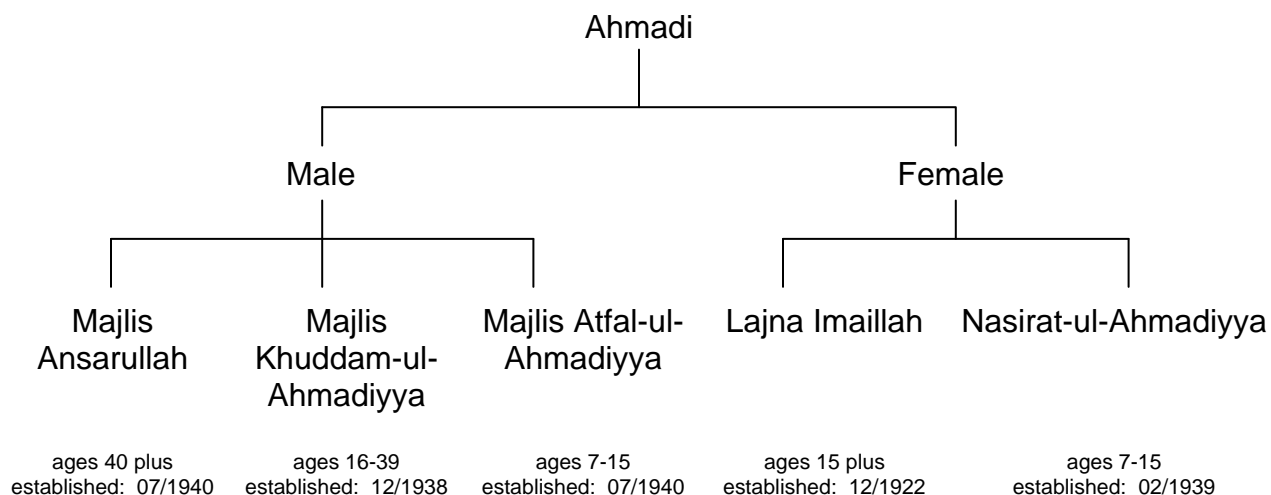 Ahmadi
Male
Female
Majlis
Ansarullah
Majlis
Khuddam-ul-
Ahmadiyya
Majlis Atfal-ul-
Ahmadiyya
Lajna Imaillah
Nasirat-ul-Ahmadiyya
ages 40 plus
established: 07/1940
ages 16-39
established: 12/1938
ages 7-15
established: 07/1940
ages 15 plus
established: 12/1922
ages 7-15
established: 02/1939